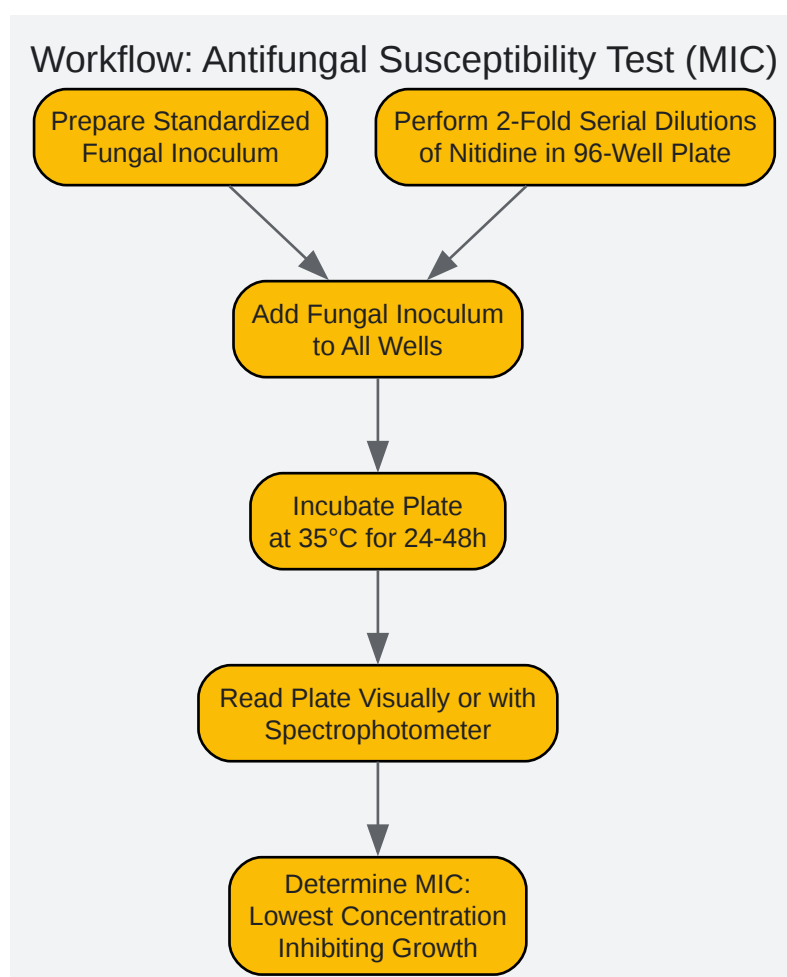 Workflow: Antifungal Susceptibility Test (MIC)
Prepare Standardized
Fungal Inoculum
Perform 2-Fold Serial Dilutions
of Nitidine in 96-Well Plate
Add Fungal Inoculum
to All Wells
Incubate Plate
at 35°C for 24-48h
Read Plate Visually or with
Spectrophotometer
Determine MIC:
Lowest Concentration
Inhibiting Growth